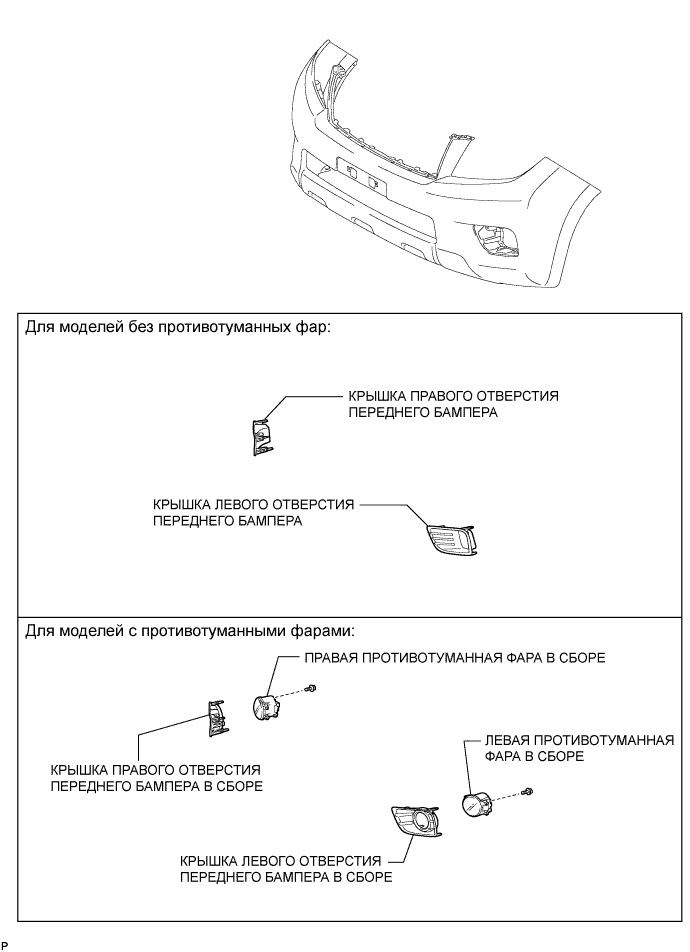 Для моделей без противотуманных фар:
КРЫШКА ПРАВОГО ОТВЕРСТИЯ
ПЕРЕДНЕГО БАМПЕРА
КРЫШКА ЛЕВОГО ОТВЕРСТИЯ
ПЕРЕДНЕГО БАМПЕРА
Для моделей с противотуманными фарами:
ПРАВАЯ ПРОТИВОТУМАННАЯ ФАРА В СБОРЕ
ЛЕВАЯ ПРОТИВОТУМАННАЯ
ФАРА В СБОРЕ
КРЫШКА ПРАВОГО ОТВЕРСТИЯ
ПЕРЕДНЕГО БАМПЕРА В СБОРЕ
КРЫШКА ЛЕВОГО ОТВЕРСТИЯ
ПЕРЕДНЕГО БАМПЕРА В СБОРЕ
P